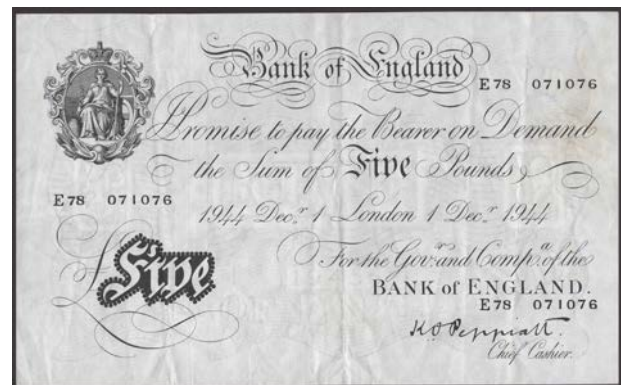 Bank of England
E78 071076
I Promise to pay the Bearer on Demand
the Sum of Five Pounds
E78 071076
1944 Decr. 1 London 1 Decr. 1944
For the Govr. and Compa. of the
BANK of ENGLAND.
E78 071076
£Five
K O Peppiatt.
Chief Cashier.